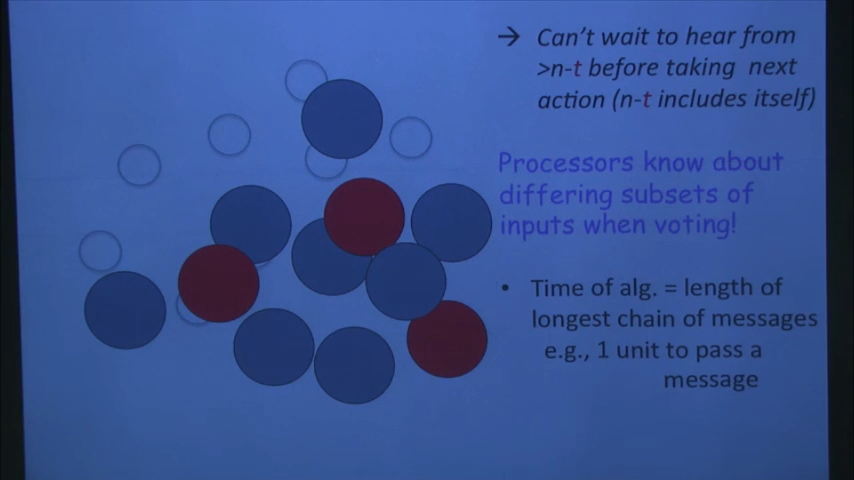 → Can't wait to hear from
>n-t before taking next
action (n-t includes itself)
Processors know about
differing subsets of
inputs when voting!
• Time of alg. = length of
longest chain of messages
e.g., 1 unit to pass a
message